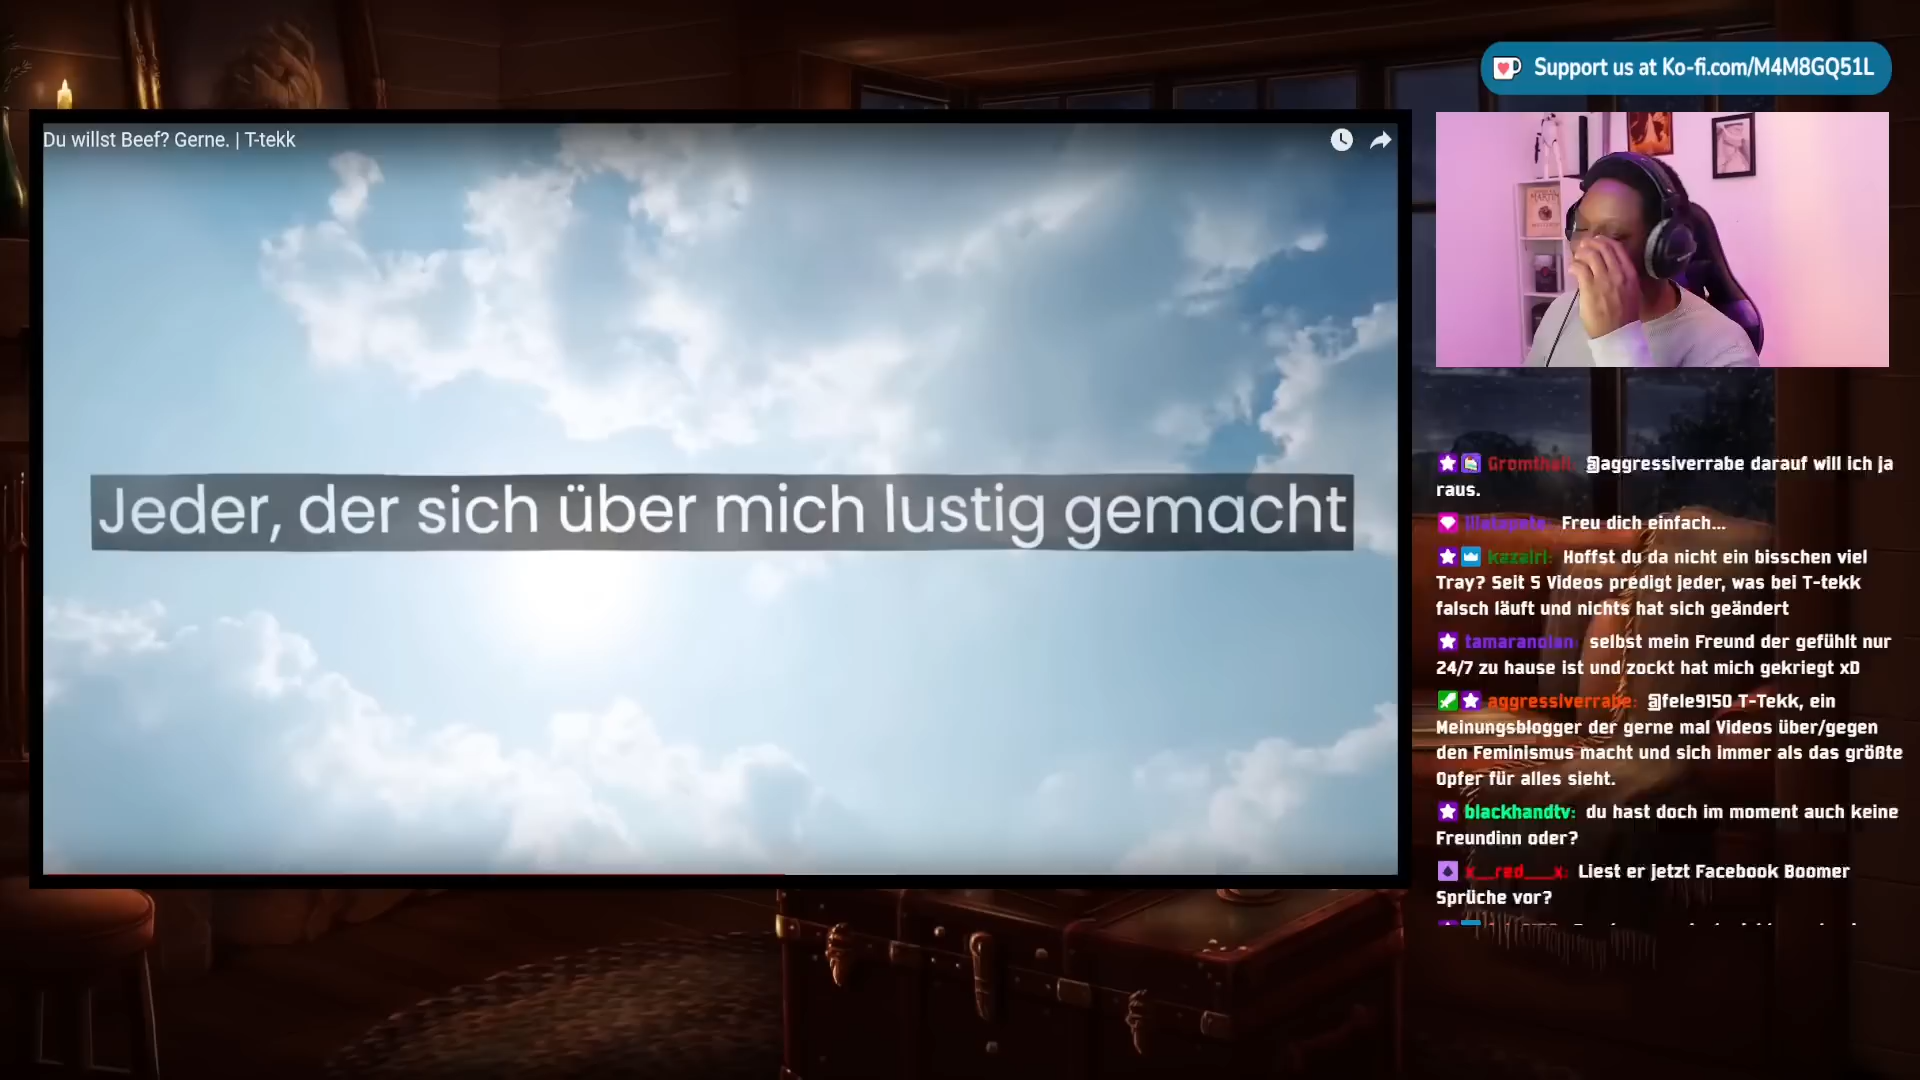 Support us at Ko-fi.com/M4M8GQ51L
Du willst Beef? Gerne. | T-tekk
Jeder, der sich über mich lustig gemacht
@aggressiverrabe darauf will ich ja
raus.
Freu dich einfach...
kazairi: Hoffst du da nicht ein bisschen viel
Tray? Seit 5 Videos predigt jeder, was bei T-tekk
falsch läuft und nichts hat sich geändert
tamaranolan: selbst mein Freund der gefühlt nur
24/7 zu hause ist und zockt hat mich gekriegt xD
aggressiverrabe: @fele9150 T-Tekk, ein
Meinungsblogger der gerne mal Videos über/gegen
den Feminismus macht und sich immer als das größte
Opfer für alles sieht.
blackhandtv: du hast doch im moment auch keine
Freundinn oder?
x__red___x: Liest er jetzt Facebook Boomer
Sprüche vor?